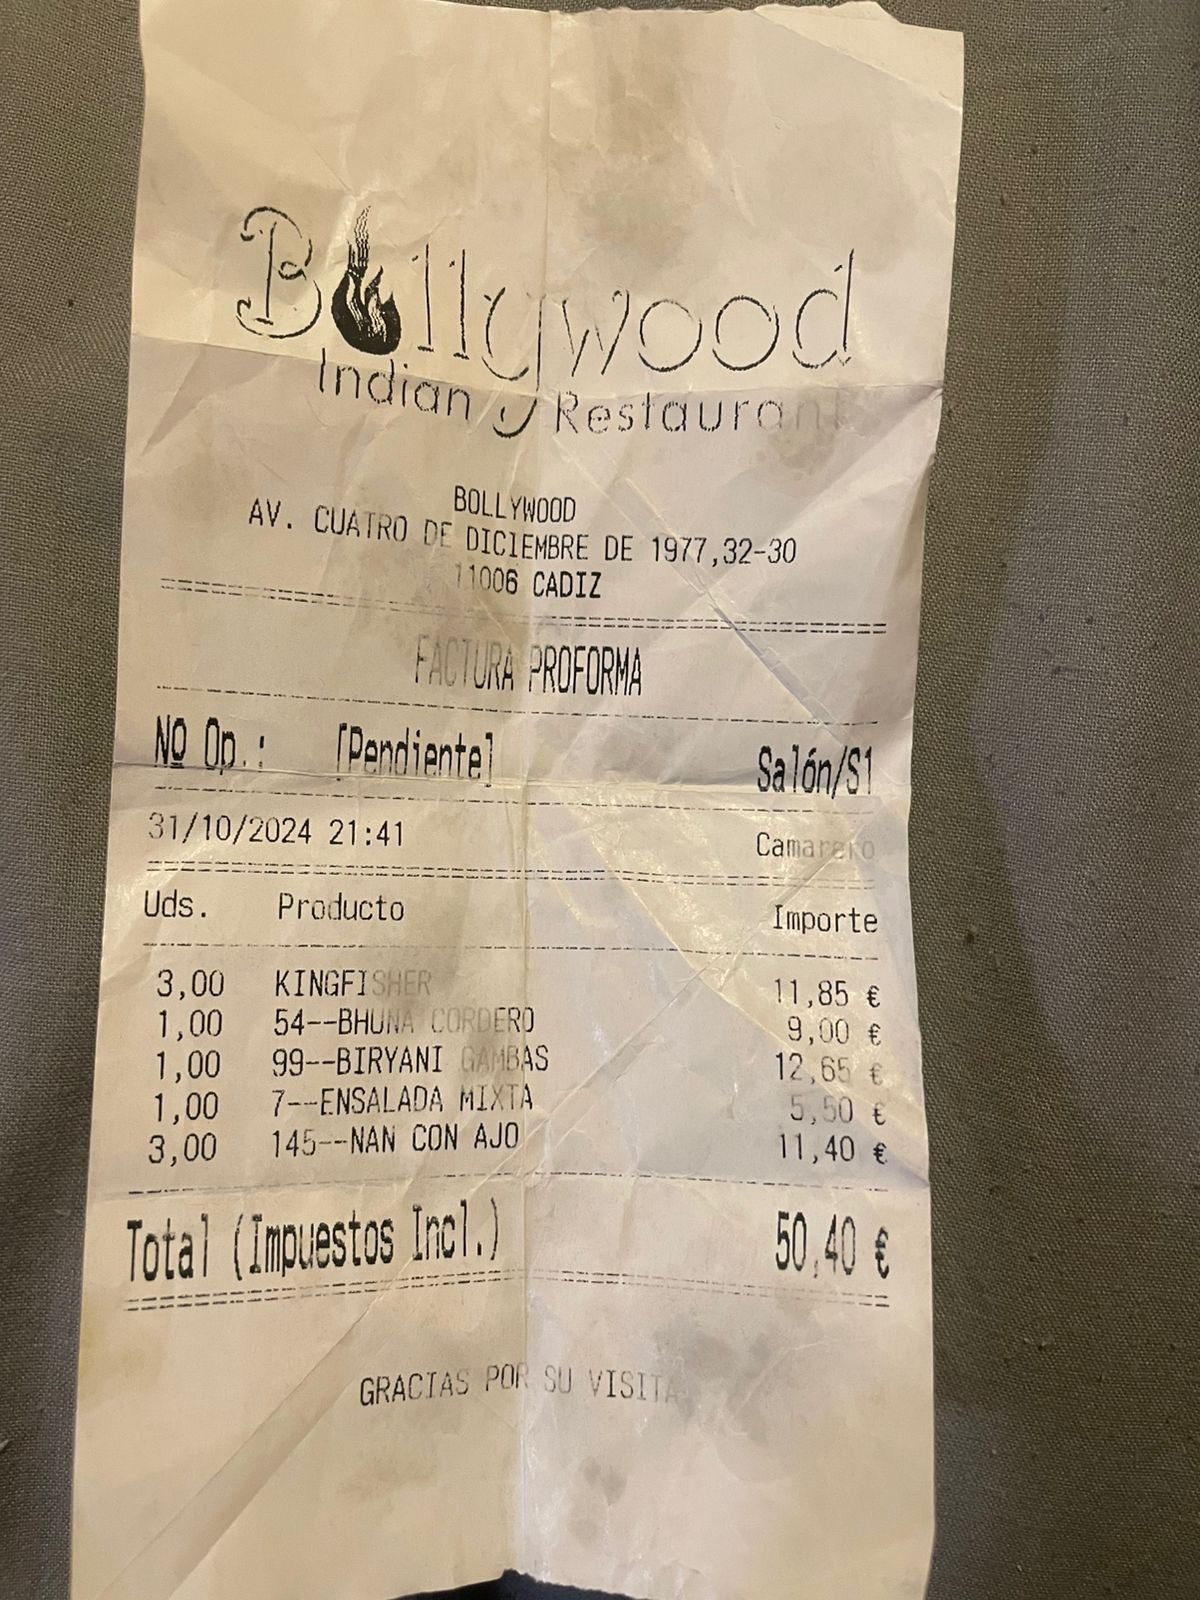 Bollywood
Indian Restaurant
BOLLYWOOD
AV. CUATRO DE DICIEMBRE DE 1977,32-30
11006 CADIZ
FACTURA PROFORMA
Nº Op.: [Pendiente] Salón/S1
31/10/2024 21:41 Camarero
Uds. Producto Importe
3,00 KINGFISHER 11,85 €
1,00 54--BHUNA CORDERO 9,00 €
1,00 99--BIRYANI GAMBAS 12,65 €
1,00 7--ENSALADA MIXTA 5,50 €
3,00 145--NAN CON AJO 11,40 €
Total (Impuestos Incl.) 50,40 €
GRACIAS POR SU VISITA